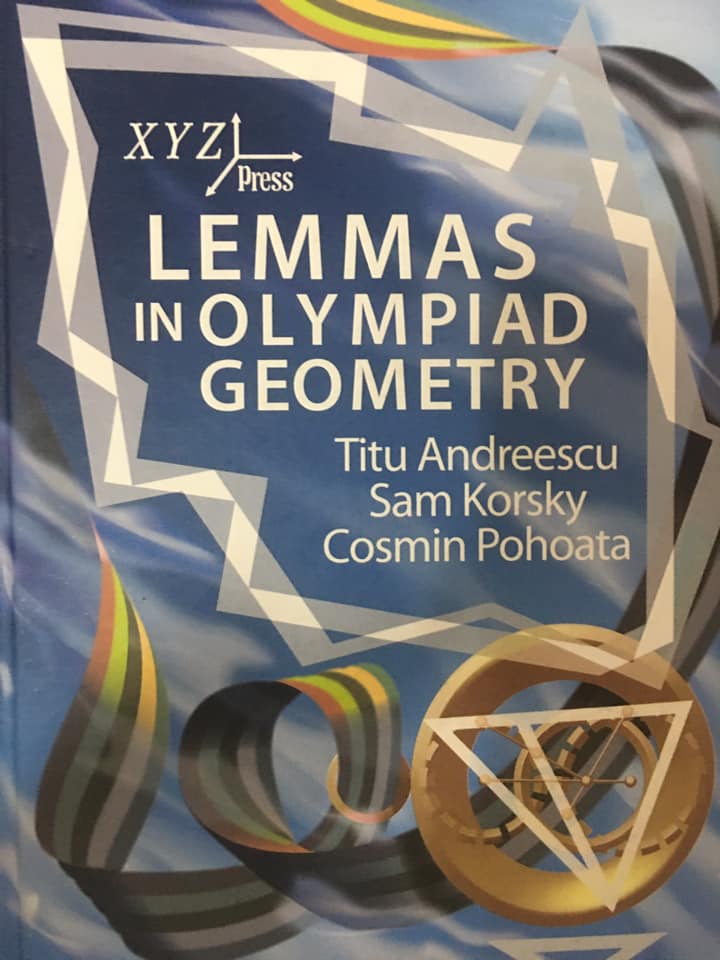 XYZ
Press
LEMMAS
IN OLYMPIAD
GEOMETRY
Titu Andreescu
Sam Korsky
Cosmin Pohoata